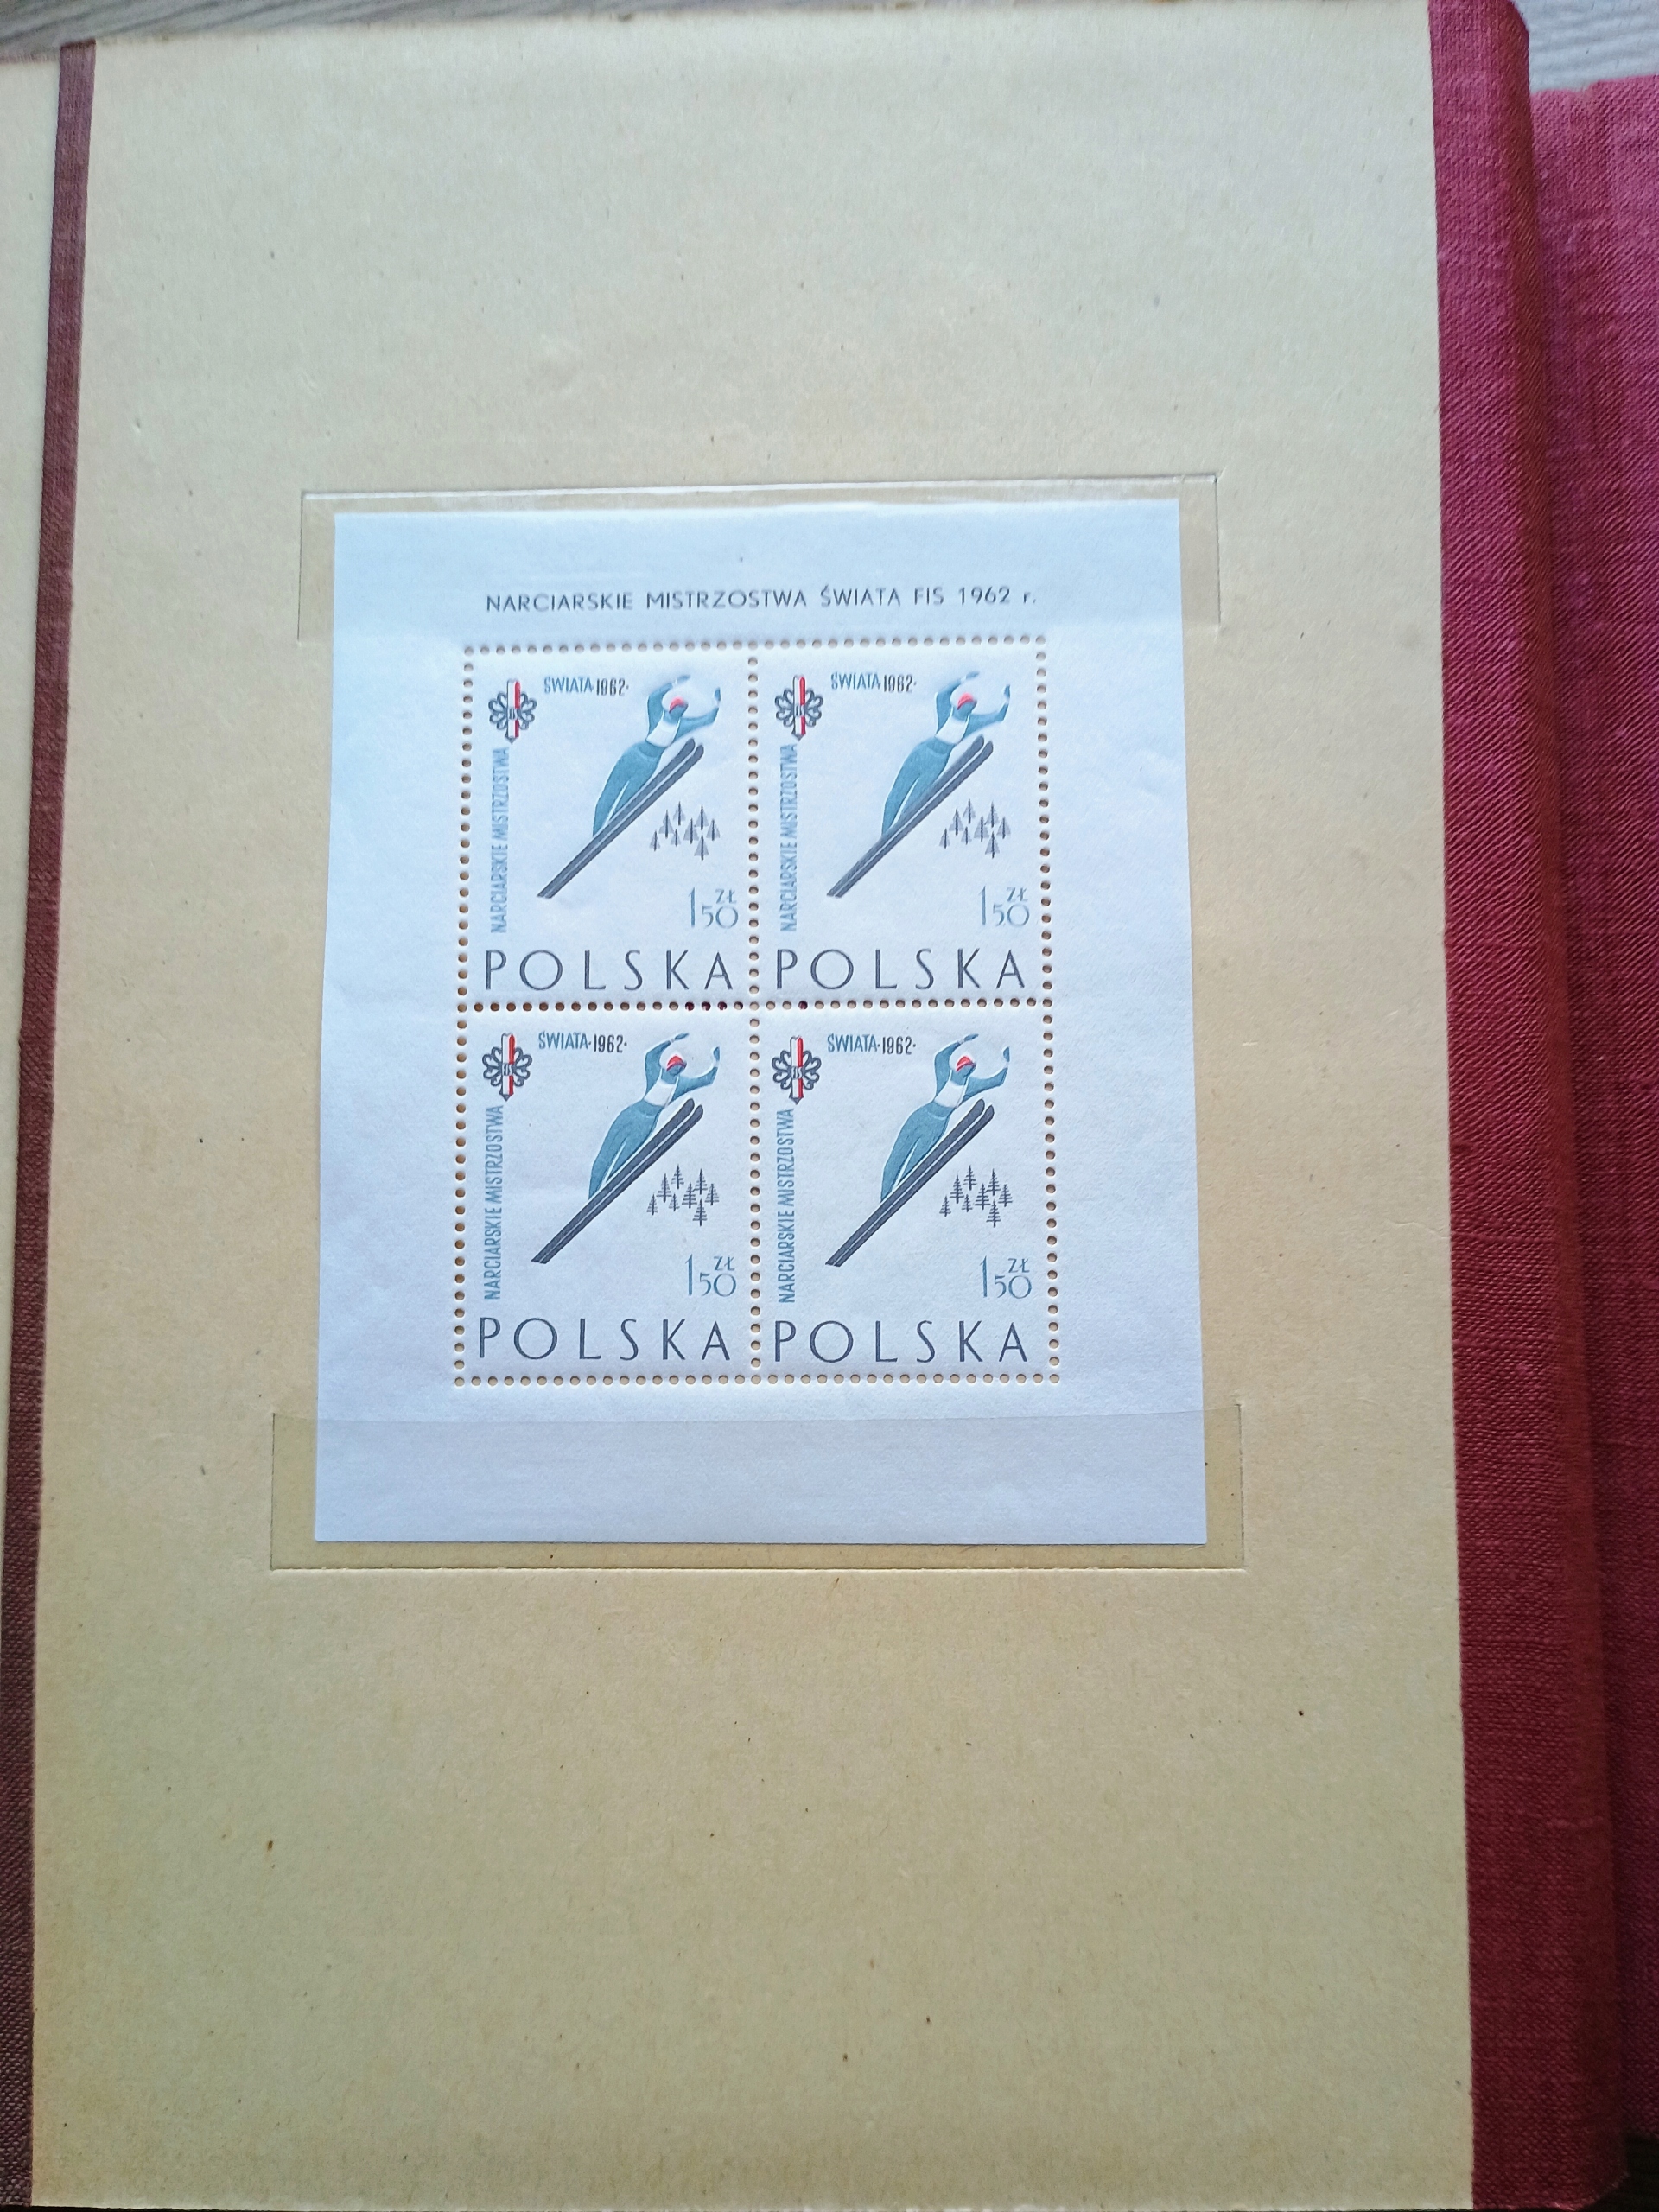 NARCIARSKIE MISTRZOSTWA ŚWIATA FIS 1962 r.
ŚWIATA·1962·
NARCIARSKIE MISTRZOSTWA
1 50 ZŁ
POLSKA
ŚWIATA·1962·
NARCIARSKIE MISTRZOSTWA
1 50 ZŁ
POLSKA
ŚWIATA·1962·
NARCIARSKIE MISTRZOSTWA
1 50 ZŁ
POLSKA
ŚWIATA·1962·
NARCIARSKIE MISTRZOSTWA
1 50 ZŁ
POLSKA